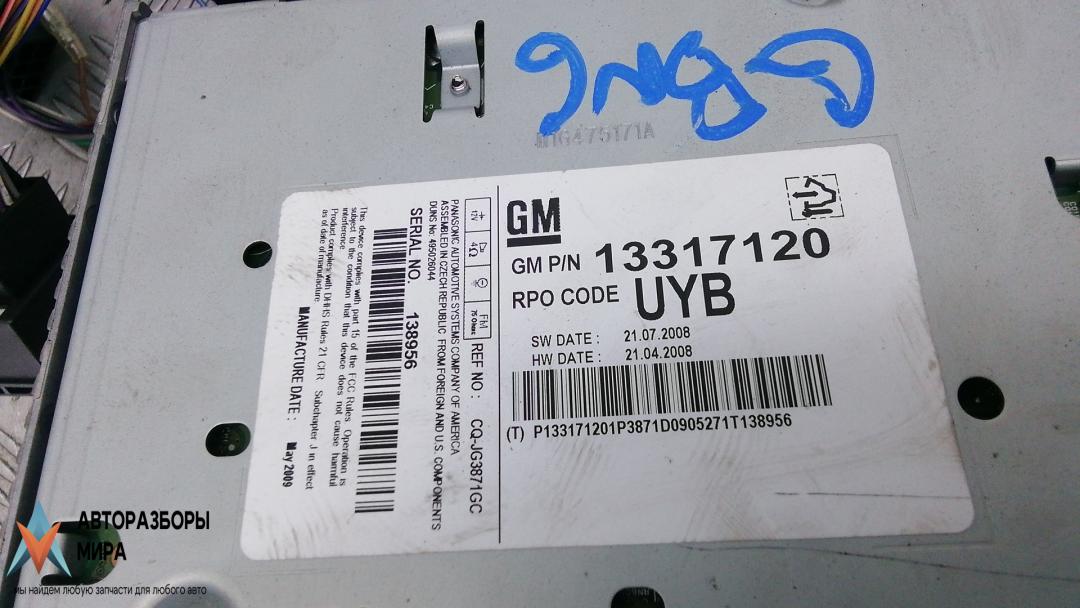 GBNG
M1G475171A
GM
GM P/N 13317120
RPO CODE UYB
SW DATE : 21.07.2008
HW DATE : 21.04.2008
(T) P133171201P3871D0905271T138956
+ 12V
4Ω
FM 75 Ohms
REF NO : CQ-JG3871GC
PANASONIC AUTOMOTIVE SYSTEMS COMPANY OF AMERICA
ASSEMBLED IN CZECH REPUBLIC FROM FOREIGN AND U.S. COMPONENTS
DUNS No: 495026044
SERIAL NO. 138956
This device complies with part 15 of the FCC Rules. Operation is
subject to the condition that this device does not cause harmful
interference
Product complies with DHHS Rules 21 CFR Subchapter J in effect
as of date of manufacture
MANUFACTURE DATE : May 2009
АВТОРАЗБОРЫ
МИРА
мы найдем любую запчасти для любого авто